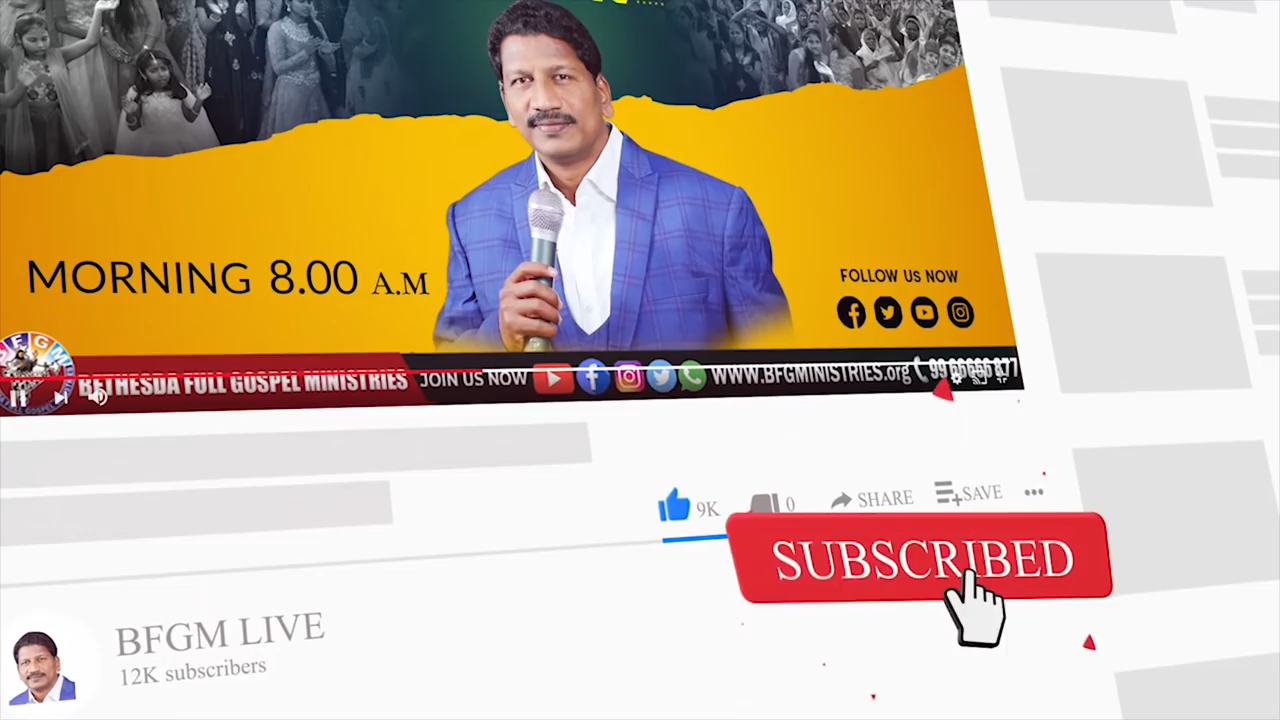 MORNING 8.00 A.M
FOLLOW US NOW
BFGM
BETHESDA FULL GOSPEL MINISTRIES
JOIN US NOW
WWW.BFGMINISTRIES.org
9K
0
SHARE
SAVE
SUBSCRIBED
BFGM LIVE
12K subscribers